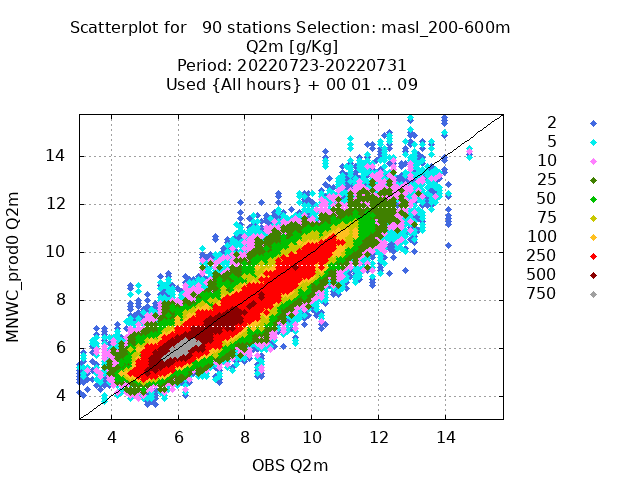 Scatterplot for   90 stations Selection: masl_200-600m
Q2m [g/Kg]
Period: 20220723-20220731
Used {All hours} + 00 01 ... 09
2
5
10
25
50
75
100
250
500
750
14
12
10
8
6
4
MNWC_prod0 Q2m
4 6 8 10 12 14
OBS Q2m